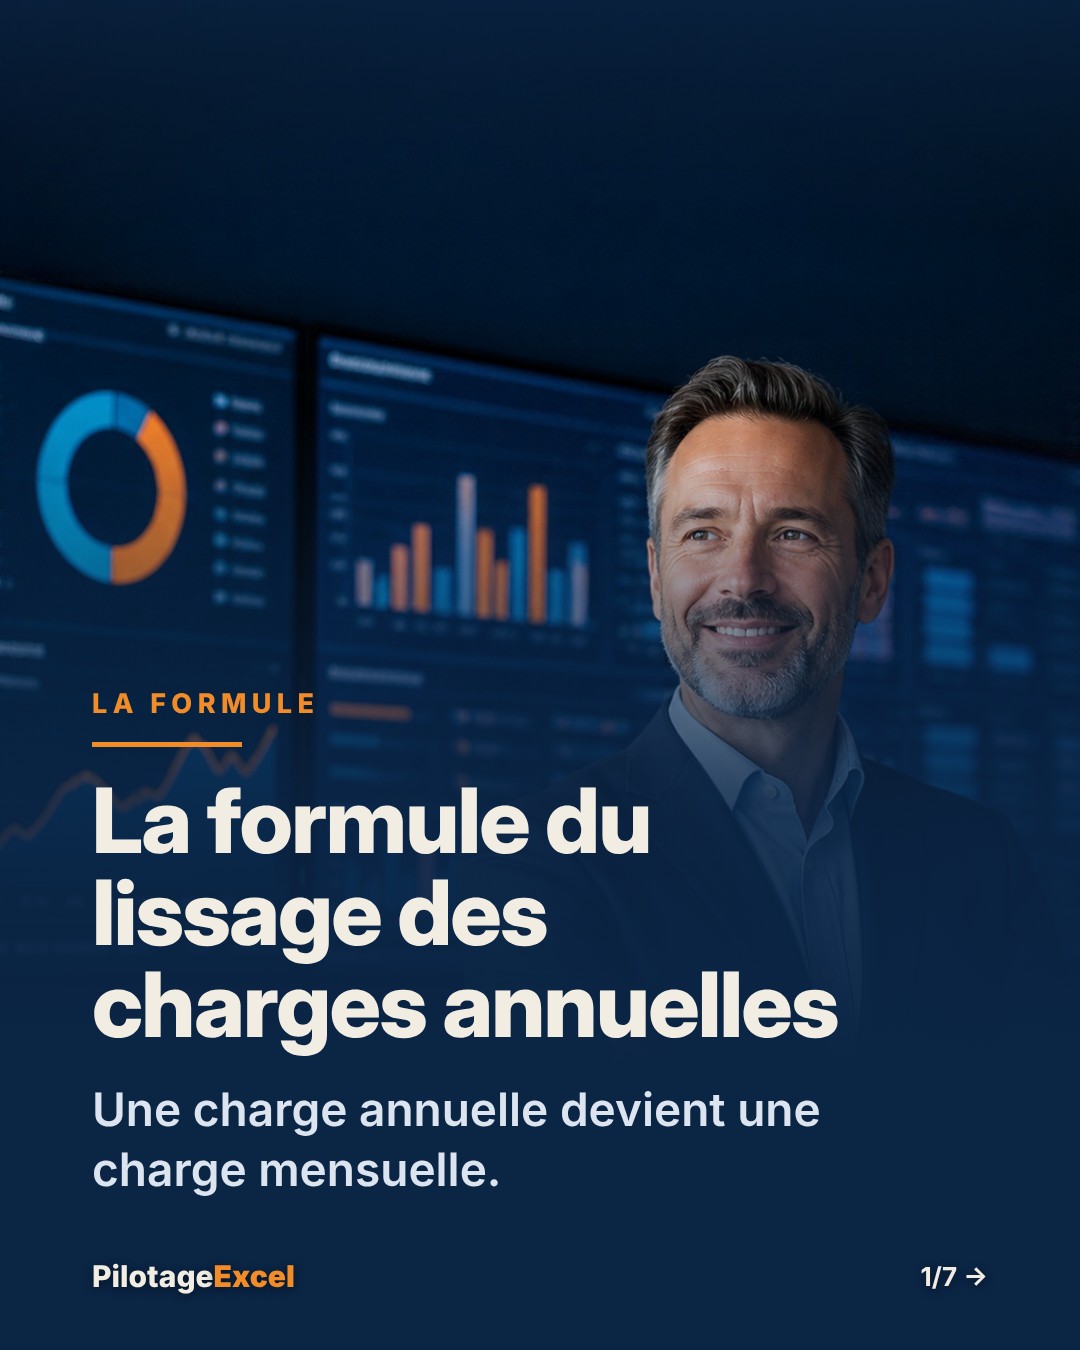 LA FORMULE
La formule du
lissage des
charges annuelles
Une charge annuelle devient une
charge mensuelle.
PilotageExcel
1/7 →